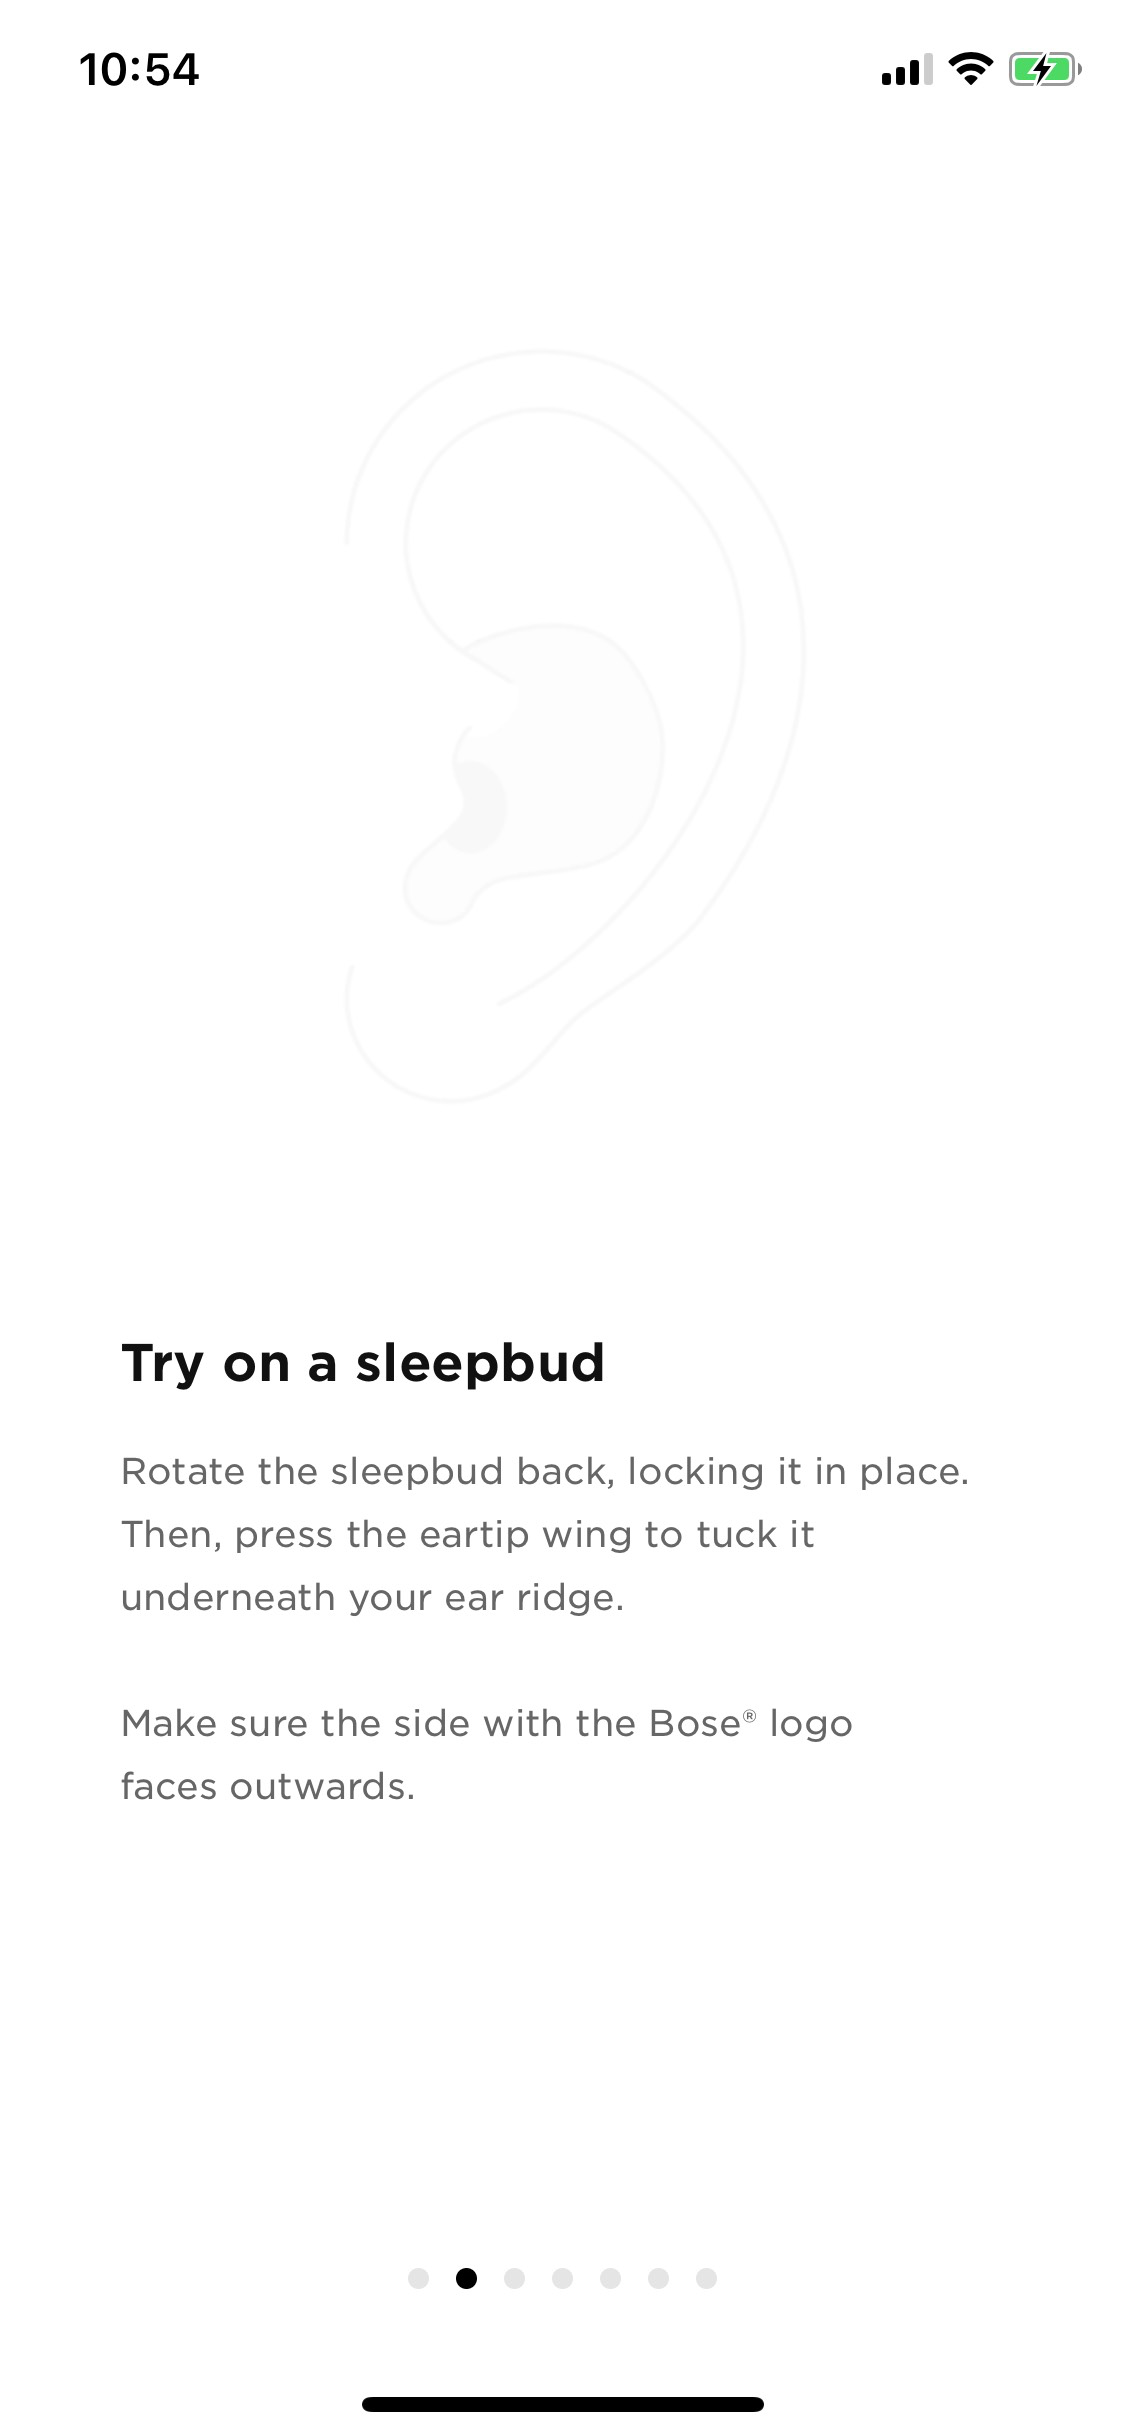 10:54
Try on a sleepbud
Rotate the sleepbud back, locking it in place.
Then, press the eartip wing to tuck it
underneath your ear ridge.
Make sure the side with the Bose® logo
faces outwards.